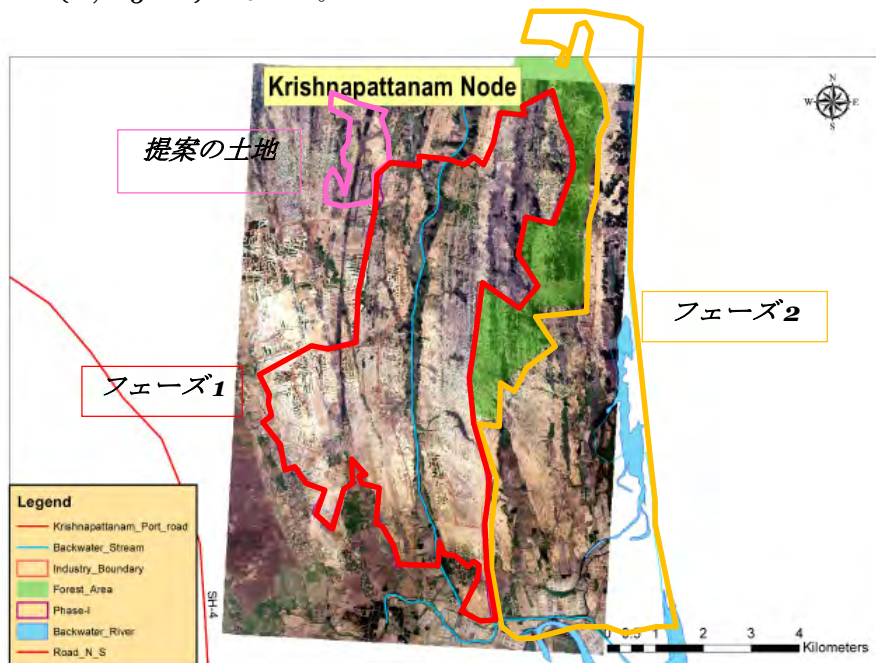 Krishnapattanam Node
N
W E
S
提案の土地
フェーズ2
フェーズ1
Legend
Krishnapattanam_Port_road
Backwater_Stream
Industry_Boundary
Forest_Area
Phase-I
Backwater_River
Road_N_S
SH-4
0 0.5 1 2 3 4
Kilometers